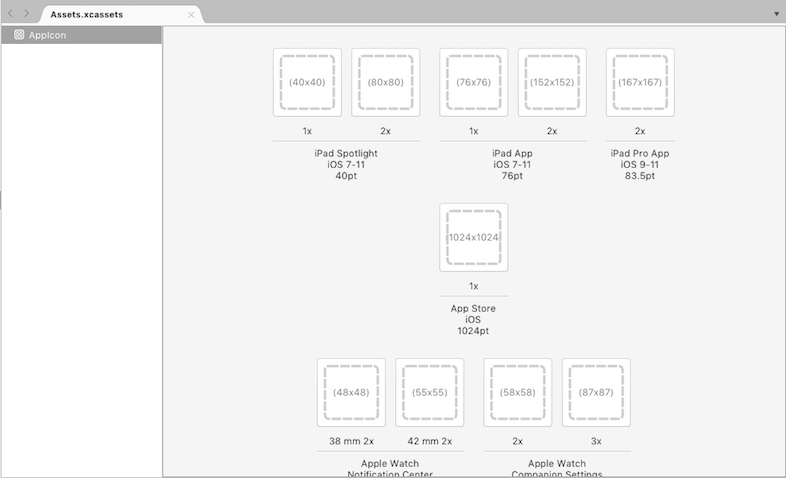 Assets.xcassets
AppIcon
(40x40) (80x80) (76x76) (152x152) (167x167)
1x 2x 1x 2x 2x
iPad Spotlight iPad App iPad Pro App
iOS 7-11 iOS 7-11 iOS 9-11
40pt 76pt 83.5pt
1024x1024
1x
App Store
iOS
1024pt
(48x48) (55x55) (58x58) (87x87)
38 mm 2x 42 mm 2x 2x 3x
Apple Watch Apple Watch
Notification Center Companion Settings